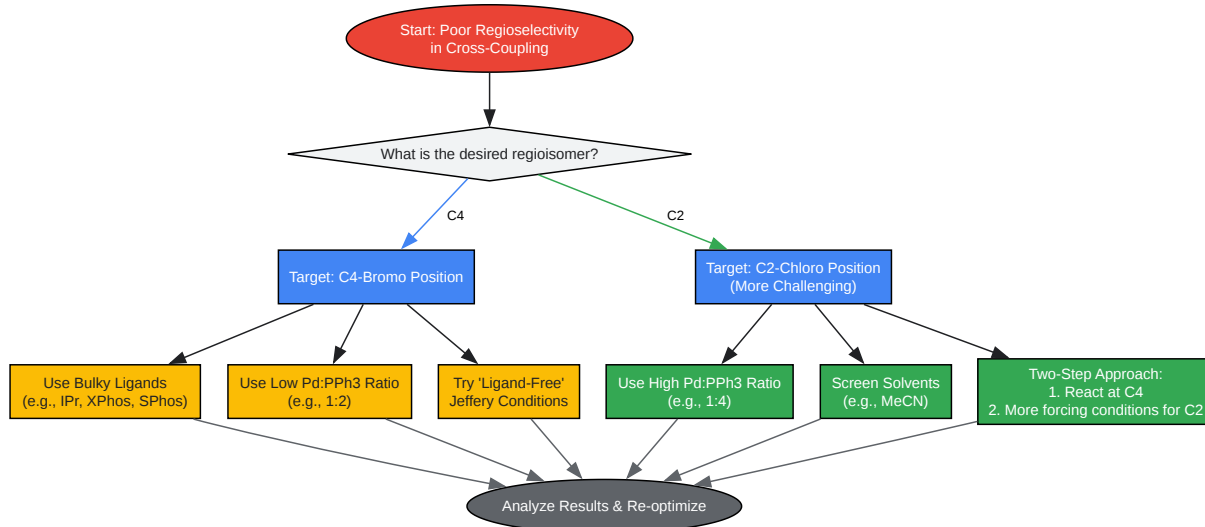 Start: Poor Regioselectivity
in Cross-Coupling
What is the desired regioisomer?
C4
C2
Target: C4-Bromo Position
Target: C2-Chloro Position
(More Challenging)
Use Bulky Ligands
(e.g., IPr, XPhos, SPhos)
Use Low Pd:PPh3 Ratio
(e.g., 1:2)
Try 'Ligand-Free'
Jeffery Conditions
Use High Pd:PPh3 Ratio
(e.g., 1:4)
Screen Solvents
(e.g., MeCN)
Two-Step Approach:
1. React at C4
2. More forcing conditions for C2
Analyze Results & Re-optimize